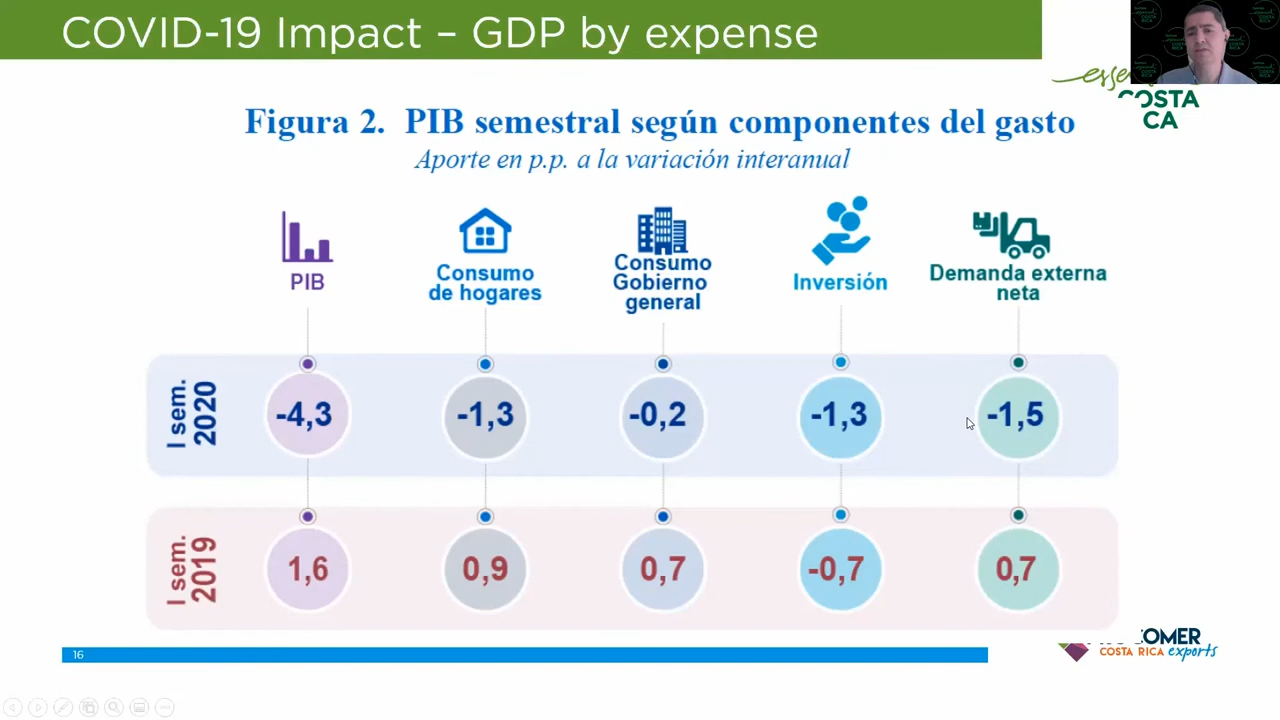 COVID-19 Impact – GDP by expense
COSTA
CA
Figura 2. PIB semestral según componentes del gasto
Aporte en p.p. a la variación interanual
PIB
Consumo
de hogares
Consumo
Gobierno
general
Inversión
Demanda externa
neta
I sem.
2020
-4,3
-1,3
-0,2
-1,3
-1,5
I sem.
2019
1,6
0,9
0,7
-0,7
0,7
16
COMER
COSTA RICA exports